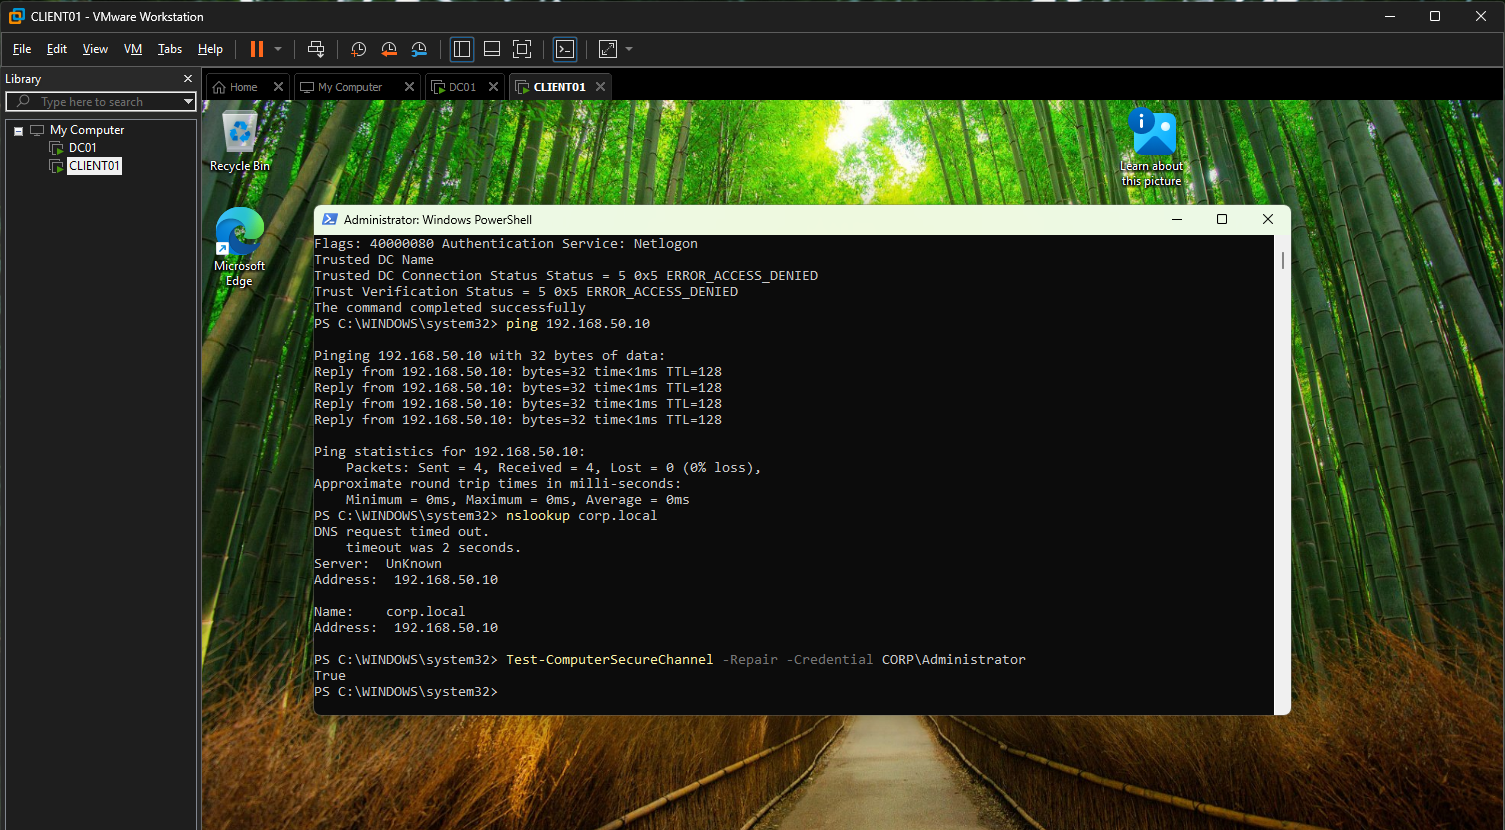 CLIENT01 - VMware Workstation
File Edit View VM Tabs Help
Library
Type here to search
My Computer
DC01
CLIENT01
Home
My Computer
DC01
CLIENT01
Recycle Bin
Microsoft
Edge
Learn about
this picture
Administrator: Windows PowerShell
Flags: 40000080 Authentication Service: Netlogon
Trusted DC Name
Trusted DC Connection Status Status = 5 0x5 ERROR_ACCESS_DENIED
Trust Verification Status = 5 0x5 ERROR_ACCESS_DENIED
The command completed successfully
PS C:\WINDOWS\system32> ping 192.168.50.10
Pinging 192.168.50.10 with 32 bytes of data:
Reply from 192.168.50.10: bytes=32 time<1ms TTL=128
Reply from 192.168.50.10: bytes=32 time<1ms TTL=128
Reply from 192.168.50.10: bytes=32 time<1ms TTL=128
Reply from 192.168.50.10: bytes=32 time<1ms TTL=128
Ping statistics for 192.168.50.10:
    Packets: Sent = 4, Received = 4, Lost = 0 (0% loss),
Approximate round trip times in milli-seconds:
    Minimum = 0ms, Maximum = 0ms, Average = 0ms
PS C:\WINDOWS\system32> nslookup corp.local
DNS request timed out.
    timeout was 2 seconds.
Server:  UnKnown
Address:  192.168.50.10
Name:    corp.local
Address:  192.168.50.10
PS C:\WINDOWS\system32> Test-ComputerSecureChannel -Repair -Credential CORP\Administrator
True
PS C:\WINDOWS\system32>